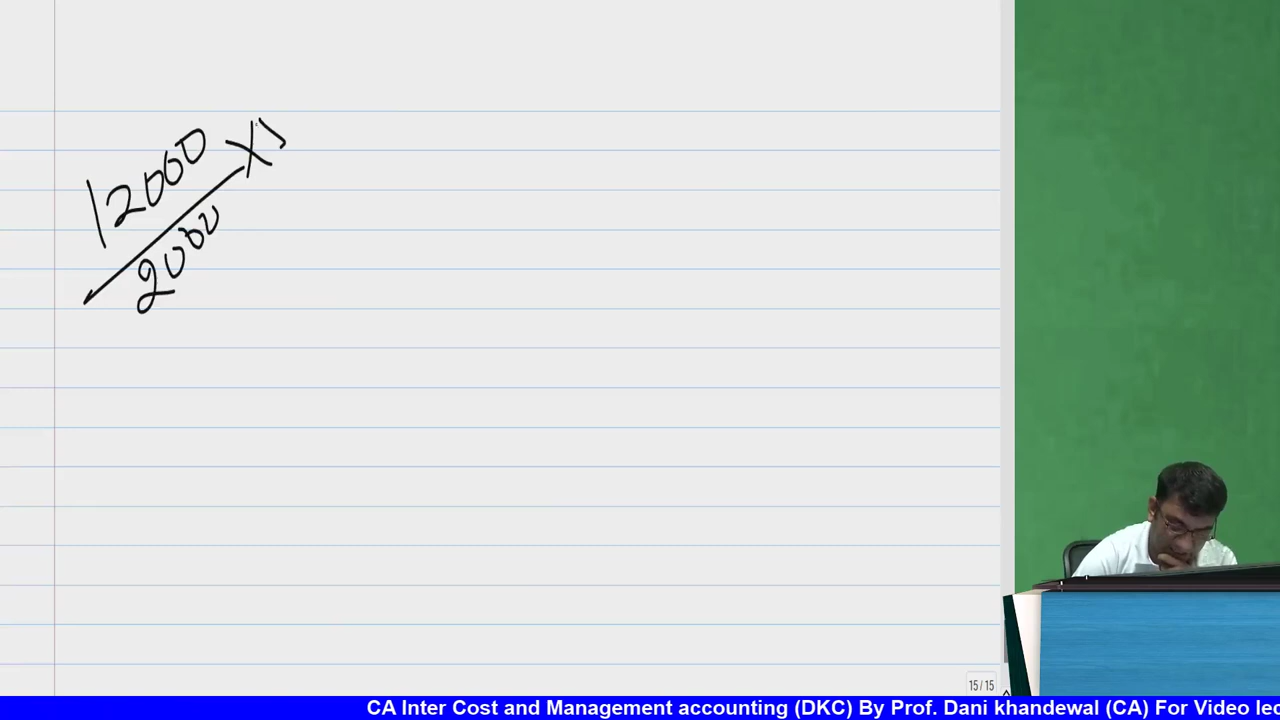 12000 X
2000
15/15
CA Inter Cost and Management accounting (DKC) By Prof. Dani khandewal (CA) For Video lec